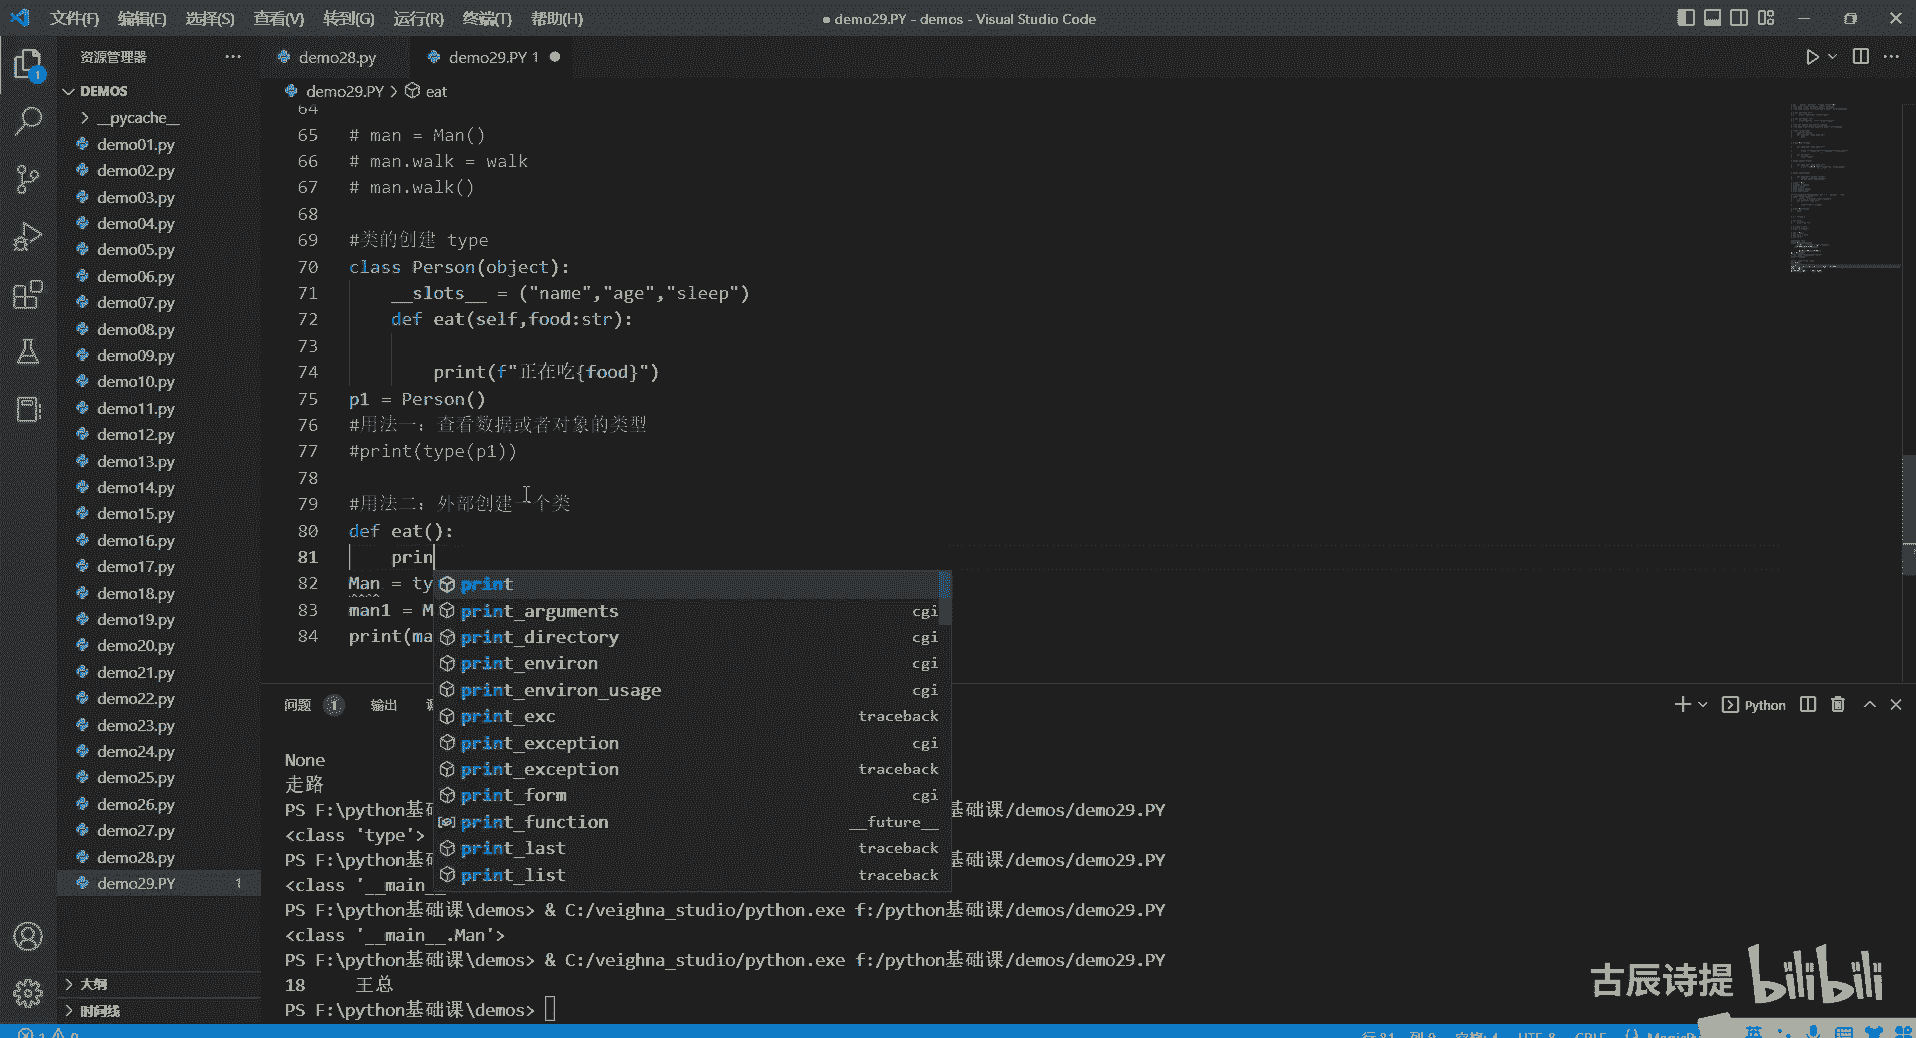 文件(F) 编辑(E) 选择(S) 查看(V) 转到(G) 运行(R) 终端(T) 帮助(H)
● demo29.PY - demos - Visual Studio Code
资源管理器
demo28.py
demo29.PY 1
DEMOS
demo29.PY > eat
__pycache__
demo01.py
demo02.py
demo03.py
demo04.py
demo05.py
demo06.py
demo07.py
demo08.py
demo09.py
demo10.py
demo11.py
demo12.py
demo13.py
demo14.py
demo15.py
demo16.py
demo17.py
demo18.py
demo19.py
demo20.py
demo21.py
demo22.py
demo23.py
demo24.py
demo25.py
demo26.py
demo27.py
demo28.py
demo29.PY 1
大纲
时间线
64
65 # man = Man()
66 # man.walk = walk
67 # man.walk()
68
69 #类的创建 type
70 class Person(object):
71 __slots__ = ("name","age","sleep")
72 def eat(self,food:str):
73
74 print(f"正在吃{food}")
75 p1 = Person()
76 #用法一：查看数据或者对象的类型
77 #print(type(p1))
78
79 #用法二：外部创建一个类
80 def eat():
81 prin
82 Man = ty
83 man1 = M
84 print(ma
print
print_arguments cgi
print_directory cgi
print_environ cgi
print_environ_usage cgi
print_exc traceback
print_exception cgi
print_exception traceback
print_form cgi
print_function __future__
print_last traceback
print_list traceback
问题 1 输出
Python
None
走路
PS F:\python基础课/demos/demo29.PY
<class 'type'>
PS F:\python基础课/demos/demo29.PY
<class '__main__
PS F:\python基础课\demos> & C:/veighna_studio/python.exe f:/python基础课/demos/demo29.PY
<class '__main__.Man'>
PS F:\python基础课\demos> & C:/veighna_studio/python.exe f:/python基础课/demos/demo29.PY
18 王总
PS F:\python基础课\demos>
古辰诗提 bilibili
英